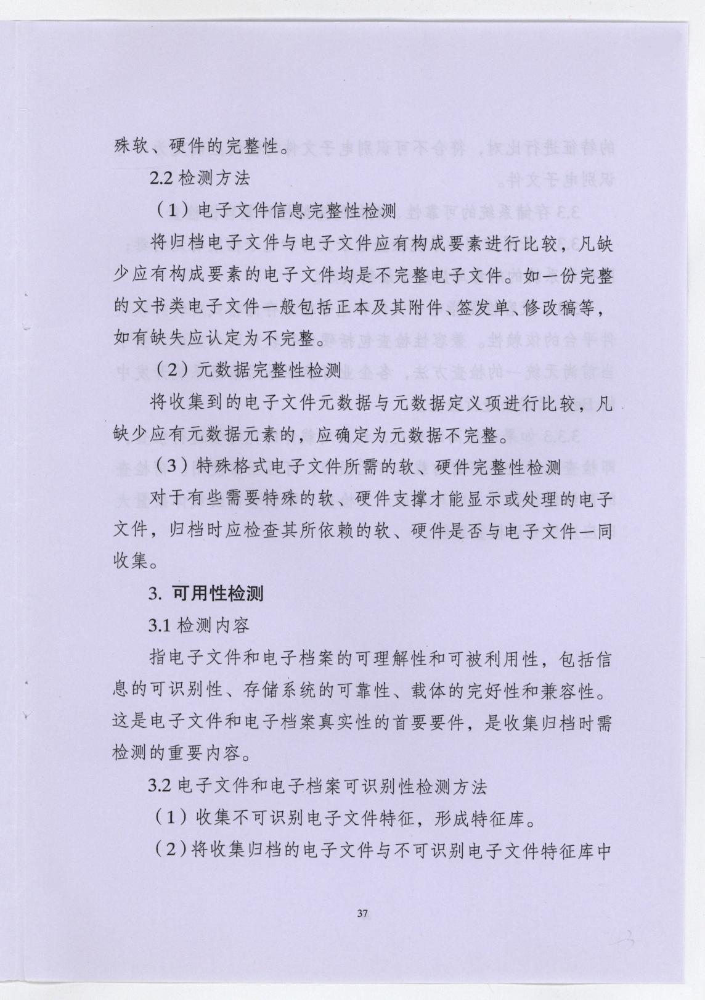 殊软、硬件的完整性。
2.2 检测方法
（1）电子文件信息完整性检测
将归档电子文件与电子文件应有构成要素进行比较，凡缺
少应有构成要素的电子文件均是不完整电子文件。如一份完整
的文书类电子文件一般包括正本及其附件、签发单、修改稿等，
如有缺失应认定为不完整。
（2）元数据完整性检测
将收集到的电子文件元数据与元数据定义项进行比较，凡
缺少应有元数据元素的，应确定为元数据不完整。
（3）特殊格式电子文件所需的软、硬件完整性检测
对于有些需要特殊的软、硬件支撑才能显示或处理的电子
文件，归档时应检查其所依赖的软、硬件是否与电子文件一同
收集。
3. 可用性检测
3.1 检测内容
指电子文件和电子档案的可理解性和可被利用性，包括信
息的可识别性、存储系统的可靠性、载体的完好性和兼容性。
这是电子文件和电子档案真实性的首要要件，是收集归档时需
检测的重要内容。
3.2 电子文件和电子档案可识别性检测方法
（1）收集不可识别电子文件特征，形成特征库。
（2）将收集归档的电子文件与不可识别电子文件特征库中
37